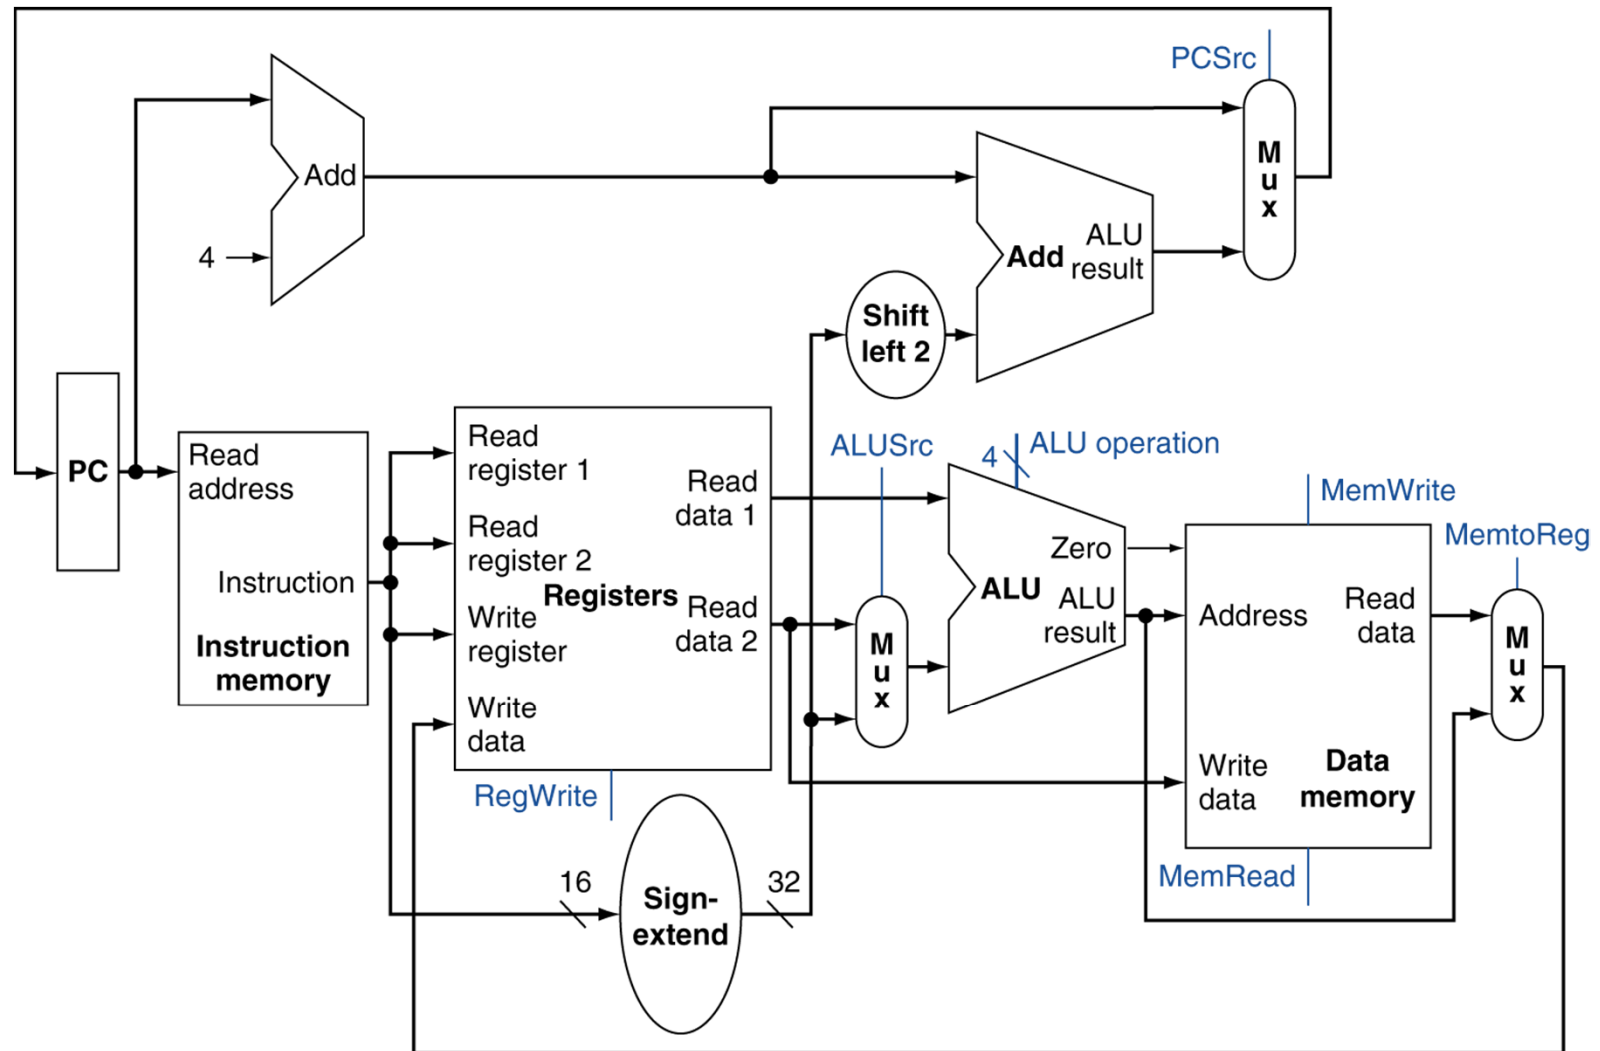 PCSrc
M
u
x
Add
4
Add
ALU
result
Shift
left 2
PC
Read
address
Instruction
Instruction
memory
Read
register 1
Read
register 2
Write
register
Write
data
Registers
Read
data 1
Read
data 2
RegWrite
16
Sign-
extend
32
ALUSrc
M
u
x
4
ALU operation
Zero
ALU
ALU
result
MemWrite
Address
Read
data
Write
data
Data
memory
MemRead
MemtoReg
M
u
x